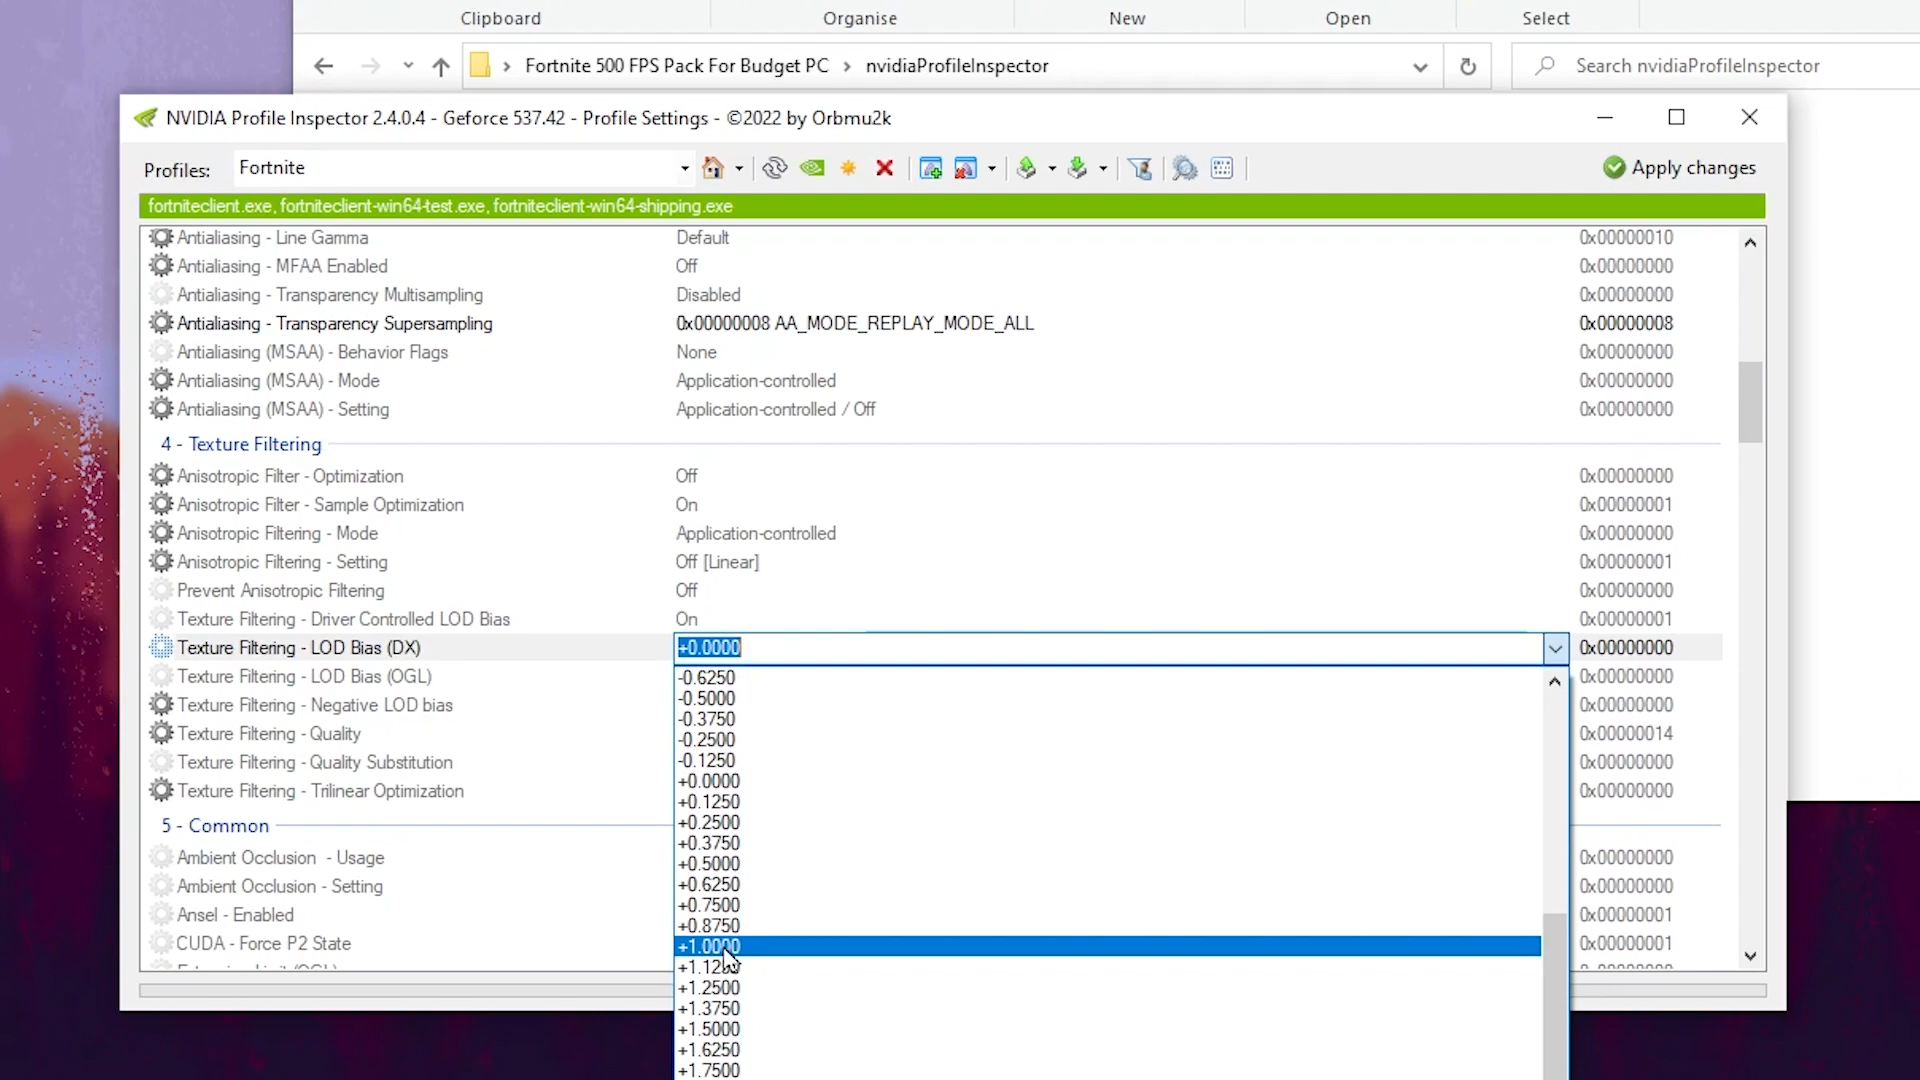 Clipboard Organise New Open Select
Fortnite 500 FPS Pack For Budget PC nvidiaProfileInspector Search nvidiaProfileInspector
NVIDIA Profile Inspector 2.4.0.4 - Geforce 537.42 - Profile Settings - ©2022 by Orbmu2k
Profiles: Fortnite Apply changes
fortniteclient.exe, fortniteclient-win64-test.exe, fortniteclient-win64-shipping.exe
Antialiasing - Line Gamma Default 0x00000010
Antialiasing - MFAA Enabled Off 0x00000000
Antialiasing - Transparency Multisampling Disabled 0x00000000
Antialiasing - Transparency Supersampling 0x00000008 AA_MODE_REPLAY_MODE_ALL 0x00000008
Antialiasing (MSAA) - Behavior Flags None 0x00000000
Antialiasing (MSAA) - Mode Application-controlled 0x00000000
Antialiasing (MSAA) - Setting Application-controlled / Off 0x00000000
4 - Texture Filtering
Anisotropic Filter - Optimization Off 0x00000000
Anisotropic Filter - Sample Optimization On 0x00000001
Anisotropic Filtering - Mode Application-controlled 0x00000000
Anisotropic Filtering - Setting Off [Linear] 0x00000001
Prevent Anisotropic Filtering Off 0x00000000
Texture Filtering - Driver Controlled LOD Bias On 0x00000001
Texture Filtering - LOD Bias (DX) +0.0000 0x00000000
Texture Filtering - LOD Bias (OGL) 0x00000000
Texture Filtering - Negative LOD bias 0x00000000
Texture Filtering - Quality 0x00000014
Texture Filtering - Quality Substitution 0x00000000
Texture Filtering - Trilinear Optimization 0x00000000
5 - Common
Ambient Occlusion - Usage 0x00000000
Ambient Occlusion - Setting 0x00000000
Ansel - Enabled 0x00000001
CUDA - Force P2 State 0x00000001
-0.6250
-0.5000
-0.3750
-0.2500
-0.1250
+0.0000
+0.1250
+0.2500
+0.3750
+0.5000
+0.6250
+0.7500
+0.8750
+1.0000
+1.1250
+1.2500
+1.3750
+1.5000
+1.6250
+1.7500